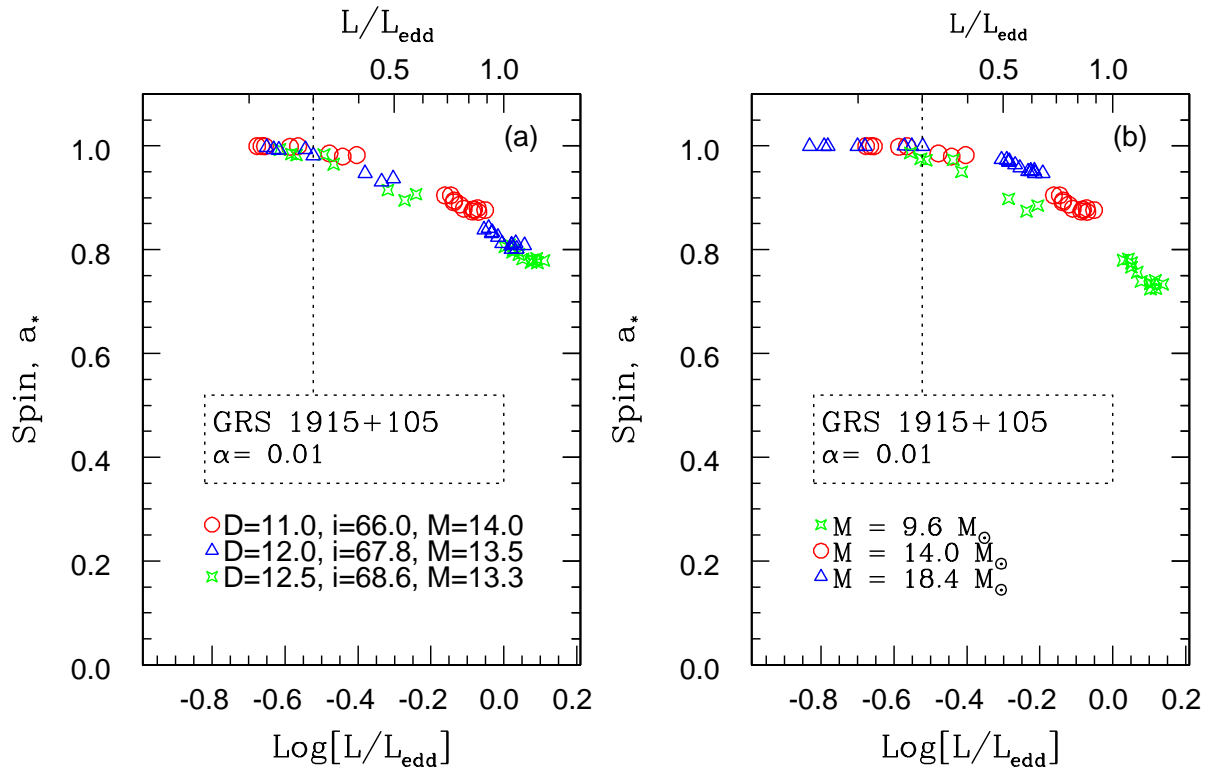 L/Ledd
0.5 1.0
(a)
Spin, a*
1.0
0.8
0.6
0.4
0.2
0.0
GRS 1915+105
α= 0.01
D=11.0, i=66.0, M=14.0
D=12.0, i=67.8, M=13.5
D=12.5, i=68.6, M=13.3
-0.8 -0.6 -0.4 -0.2 0.0 0.2
Log[L/Ledd]
L/Ledd
0.5 1.0
(b)
Spin, a*
1.0
0.8
0.6
0.4
0.2
0.0
GRS 1915+105
α= 0.01
M = 9.6 M⊙
M = 14.0 M⊙
M = 18.4 M⊙
-0.8 -0.6 -0.4 -0.2 0.0 0.2
Log[L/Ledd]